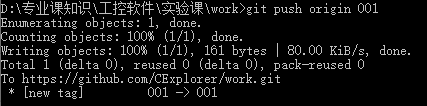 D:\专业课知识\工控软件\实验课\work>git push origin 001
Enumerating objects: 1, done.
Counting objects: 100% (1/1), done.
Writing objects: 100% (1/1), 161 bytes | 80.00 KiB/s, done.
Total 1 (delta 0), reused 0 (delta 0), pack-reused 0
To https://github.com/CExplorer/work.git
 * [new tag]         001 -> 001